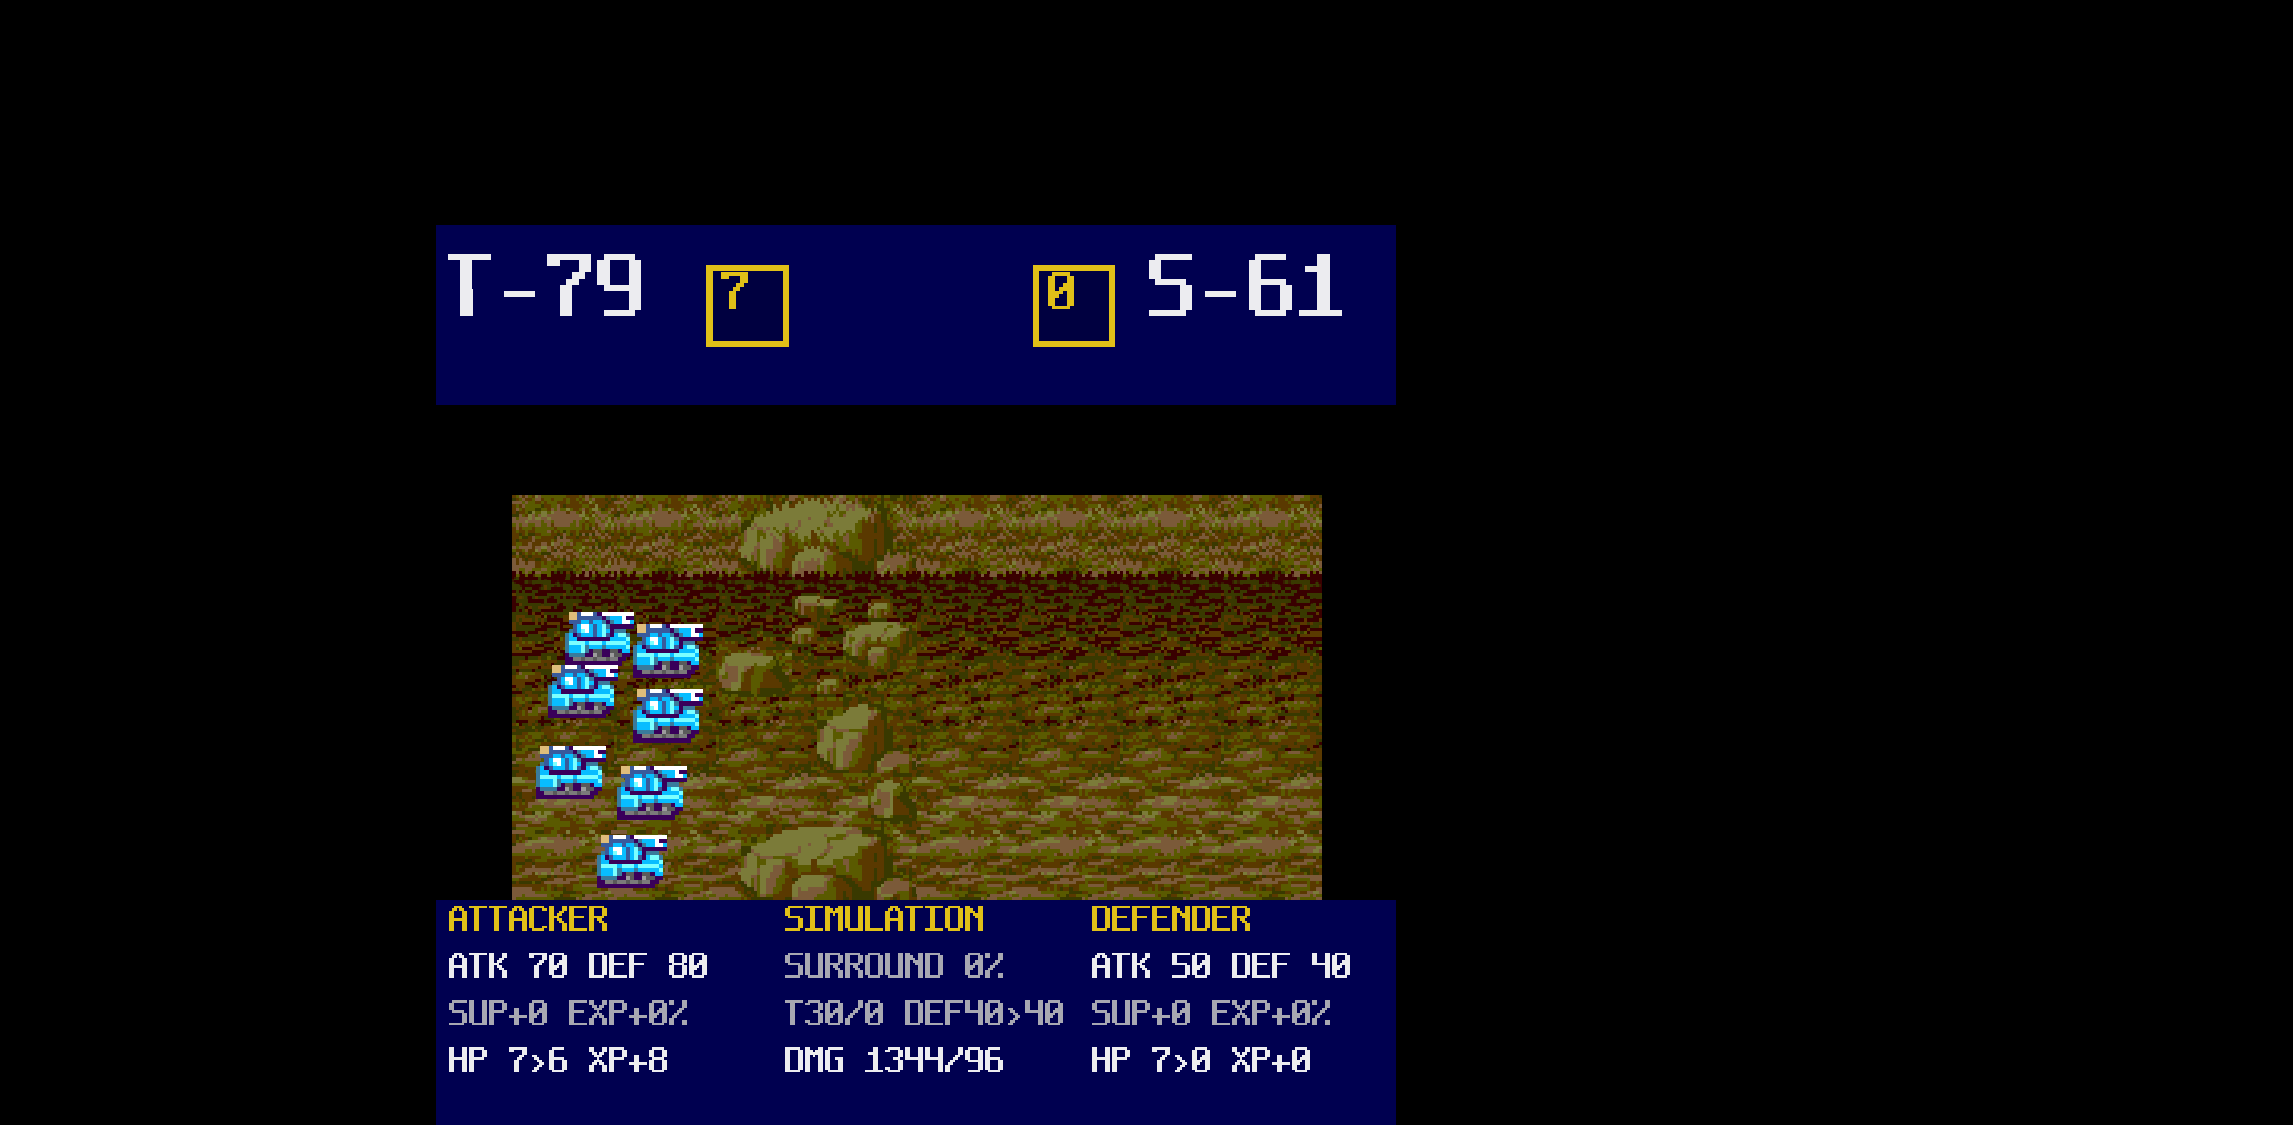 T-79 7 0 S-61
ATTACKER SIMULATION DEFENDER
ATK 70 DEF 80 SURROUND 0% ATK 50 DEF 40
SUP+0 EXP+0% T30/0 DEF40>40 SUP+0 EXP+0%
HP 7>6 XP+8 DMG 1344/96 HP 7>0 XP+0